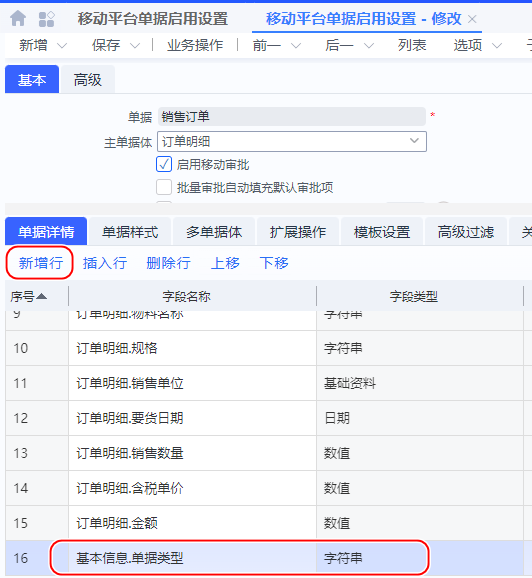 移动平台单据启用设置 移动平台单据启用设置 - 修改 ×
新增 保存 业务操作 前一 后一 列表 选项
基本 高级
单据 销售订单 *
主单据体 订单明细
启用移动审批
批量审批自动填充默认审批项
单据详情 单据样式 多单据体 扩展操作 模板设置 高级过滤 关
新增行 插入行 删除行 上移 下移
序号 字段名称 字段类型
9 订单明细.物料名称 字符串
10 订单明细.规格 字符串
11 订单明细.销售单位 基础资料
12 订单明细.要货日期 日期
13 订单明细.销售数量 数值
14 订单明细.含税单价 数值
15 订单明细.金额 数值
16 基本信息.单据类型 字符串